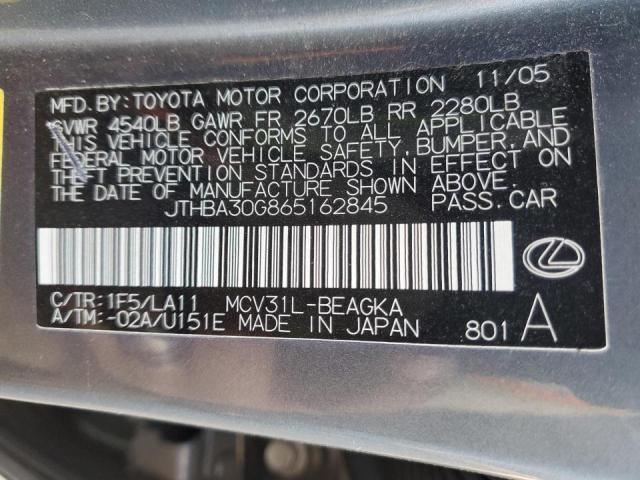 MFD. BY: TOYOTA MOTOR CORPORATION 11/05
GVWR 4540LB GAWR FR 2670LB RR 2280LB
THIS VEHICLE CONFORMS TO ALL APPLICABLE
FEDERAL MOTOR VEHICLE SAFETY, BUMPER, AND
THEFT PREVENTION STANDARDS IN EFFECT ON
THE DATE OF MANUFACTURE SHOWN ABOVE.
JTHBA30G865162845 PASS. CAR
C/TR: 1F5/LA11 MCV31L-BEAGKA
A/TM: -02A/U151E MADE IN JAPAN 801 A